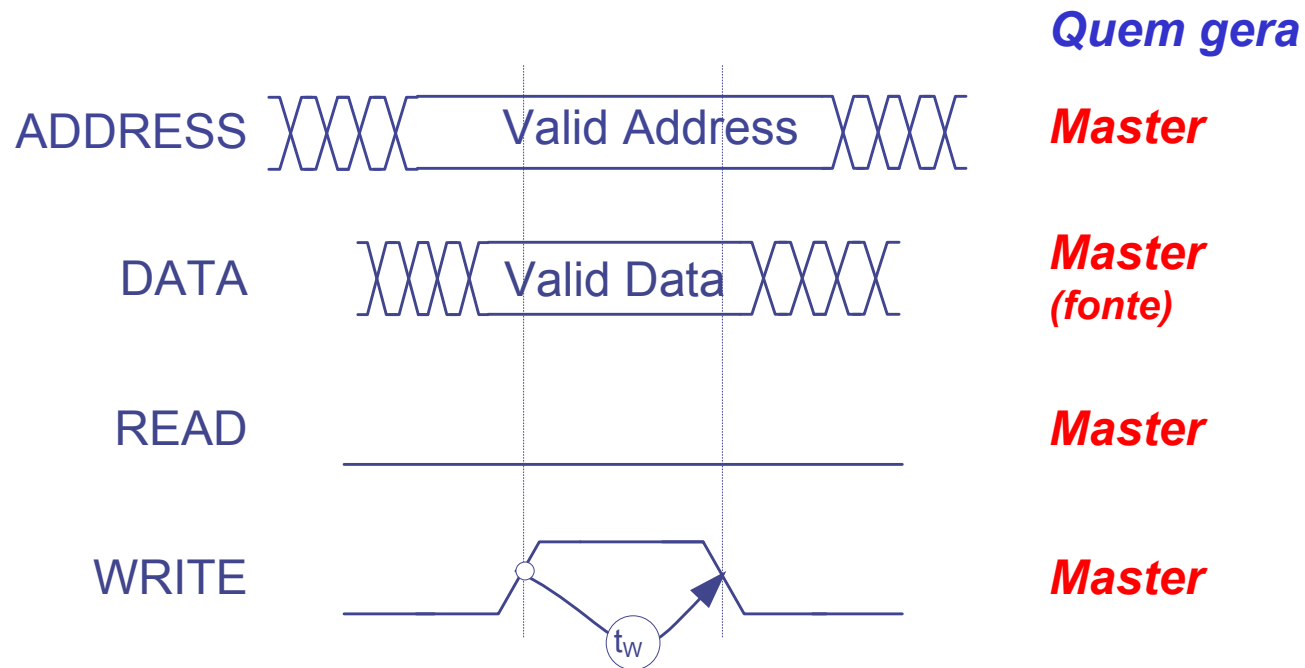 Quem gera
ADDRESS Valid Address Master
DATA Valid Data Master
(fonte)
READ Master
WRITE Master
tw